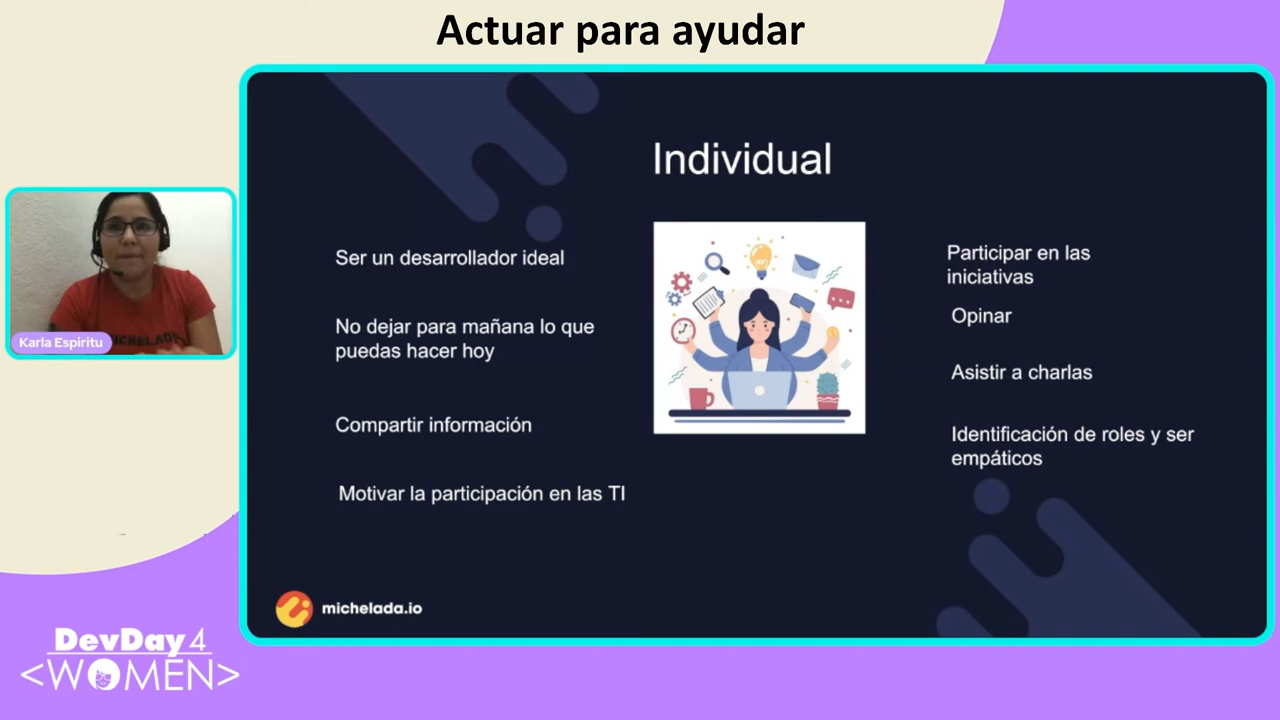 Actuar para ayudar
Individual
Ser un desarrollador ideal
No dejar para mañana lo que
puedas hacer hoy
Compartir información
Motivar la participación en las TI
Participar en las
iniciativas
Opinar
Asistir a charlas
Identificación de roles y ser
empáticos
Karla Espiritu
michelada.io
DevDay4
<WOMEN>